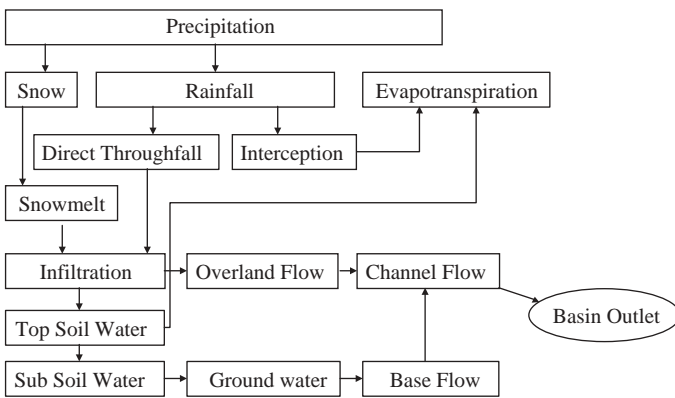 Precipitation
Snow
Rainfall
Evapotranspiration
Direct Throughfall
Interception
Snowmelt
Infiltration
Overland Flow
Channel Flow
Basin Outlet
Top Soil Water
Sub Soil Water
Ground water
Base Flow